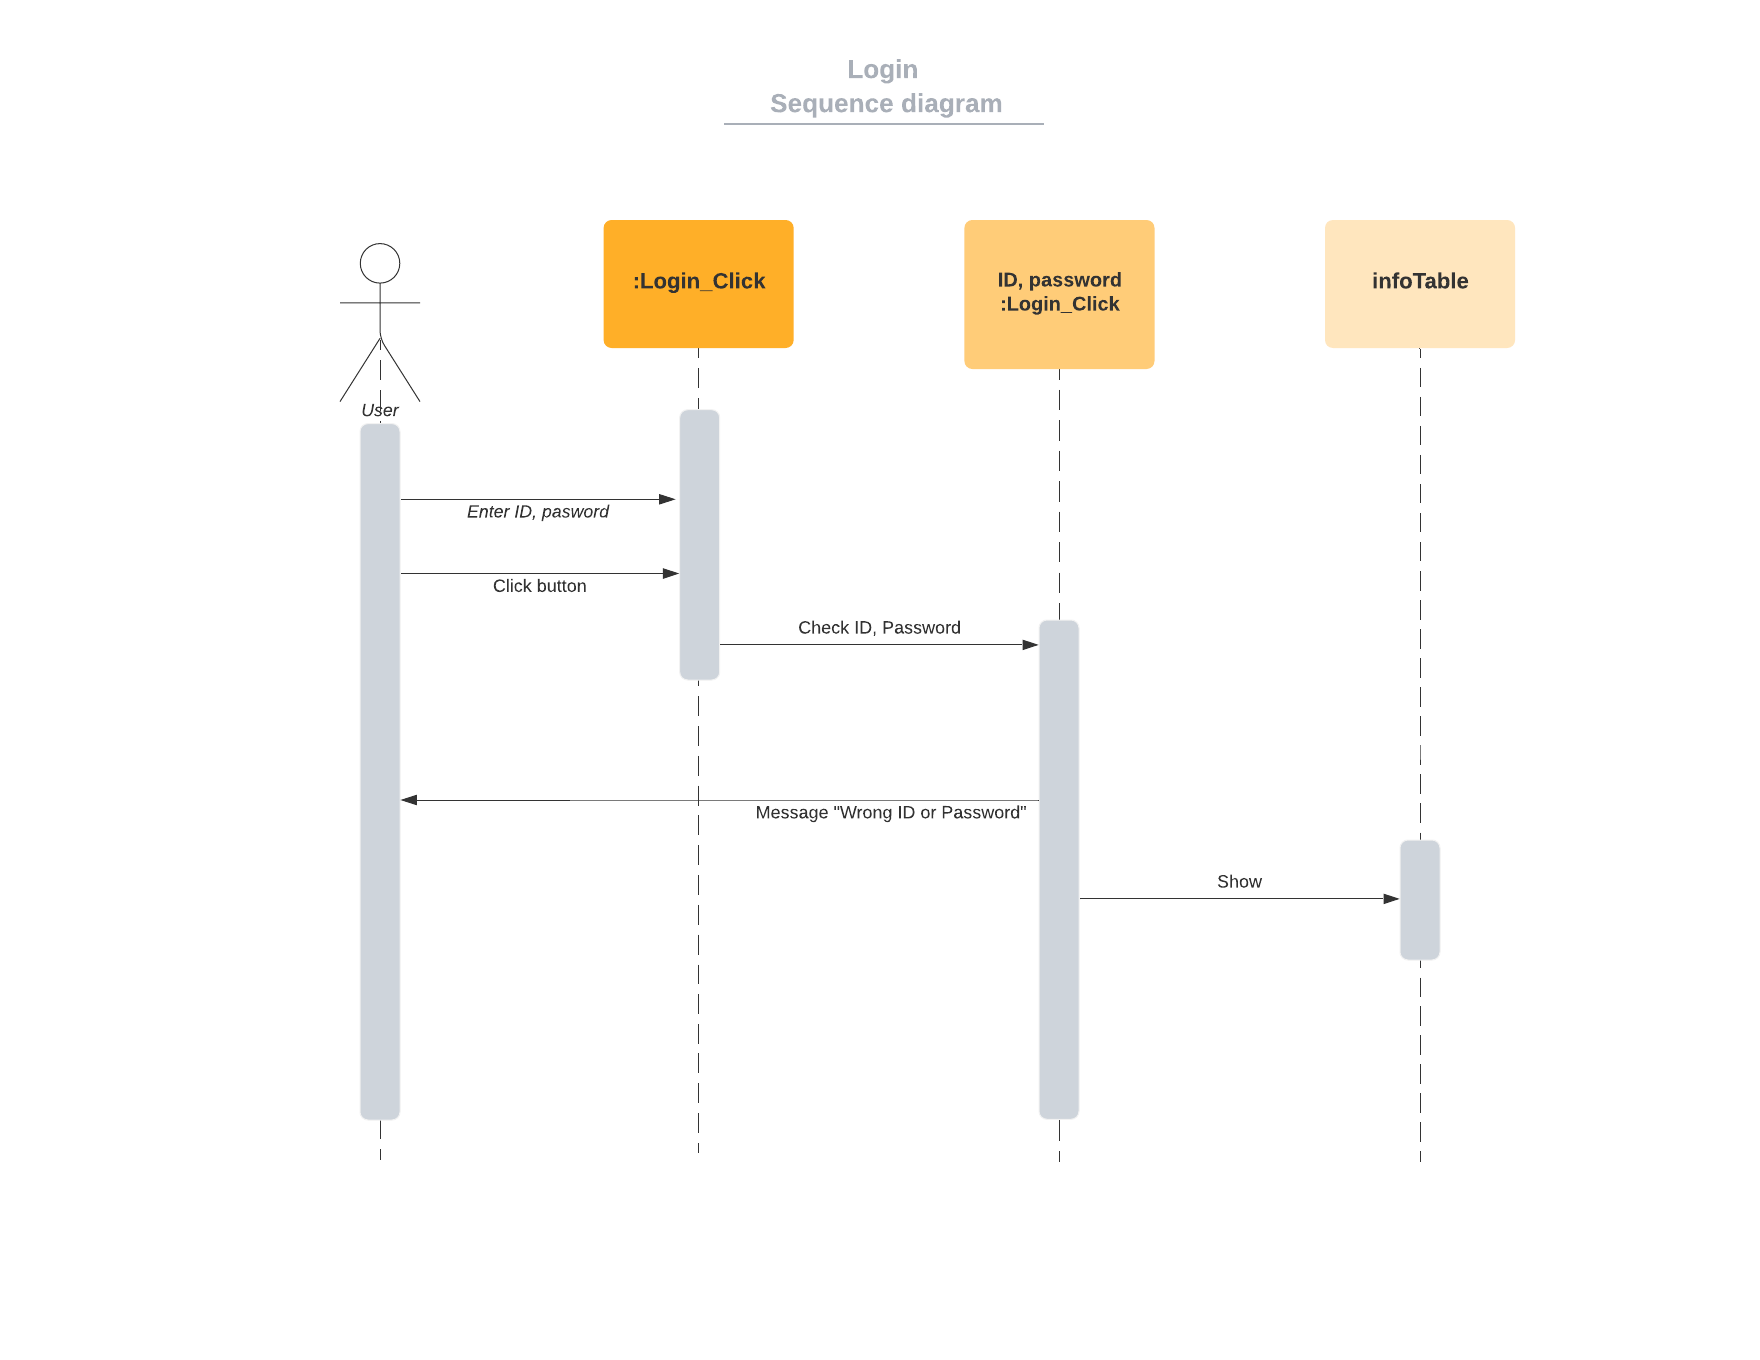 Login
Sequence diagram
:Login_Click
ID, password
:Login_Click
infoTable
User
Enter ID, pasword
Click button
Check ID, Password
Message "Wrong ID or Password"
Show